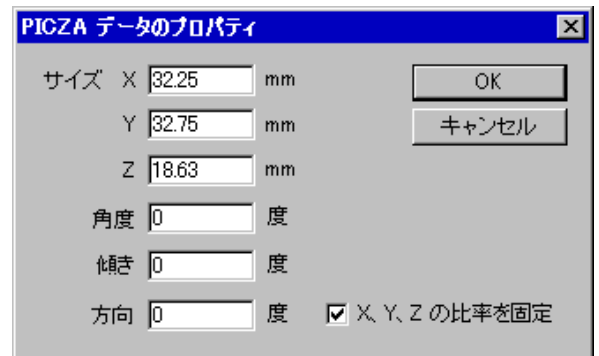 PICZA データのプロパティ
サイズ X 32.25 mm OK
Y 32.75 mm キャンセル
Z 18.63 mm
角度 0 度
傾き 0 度
方向 0 度 X、Y、Z の比率を固定